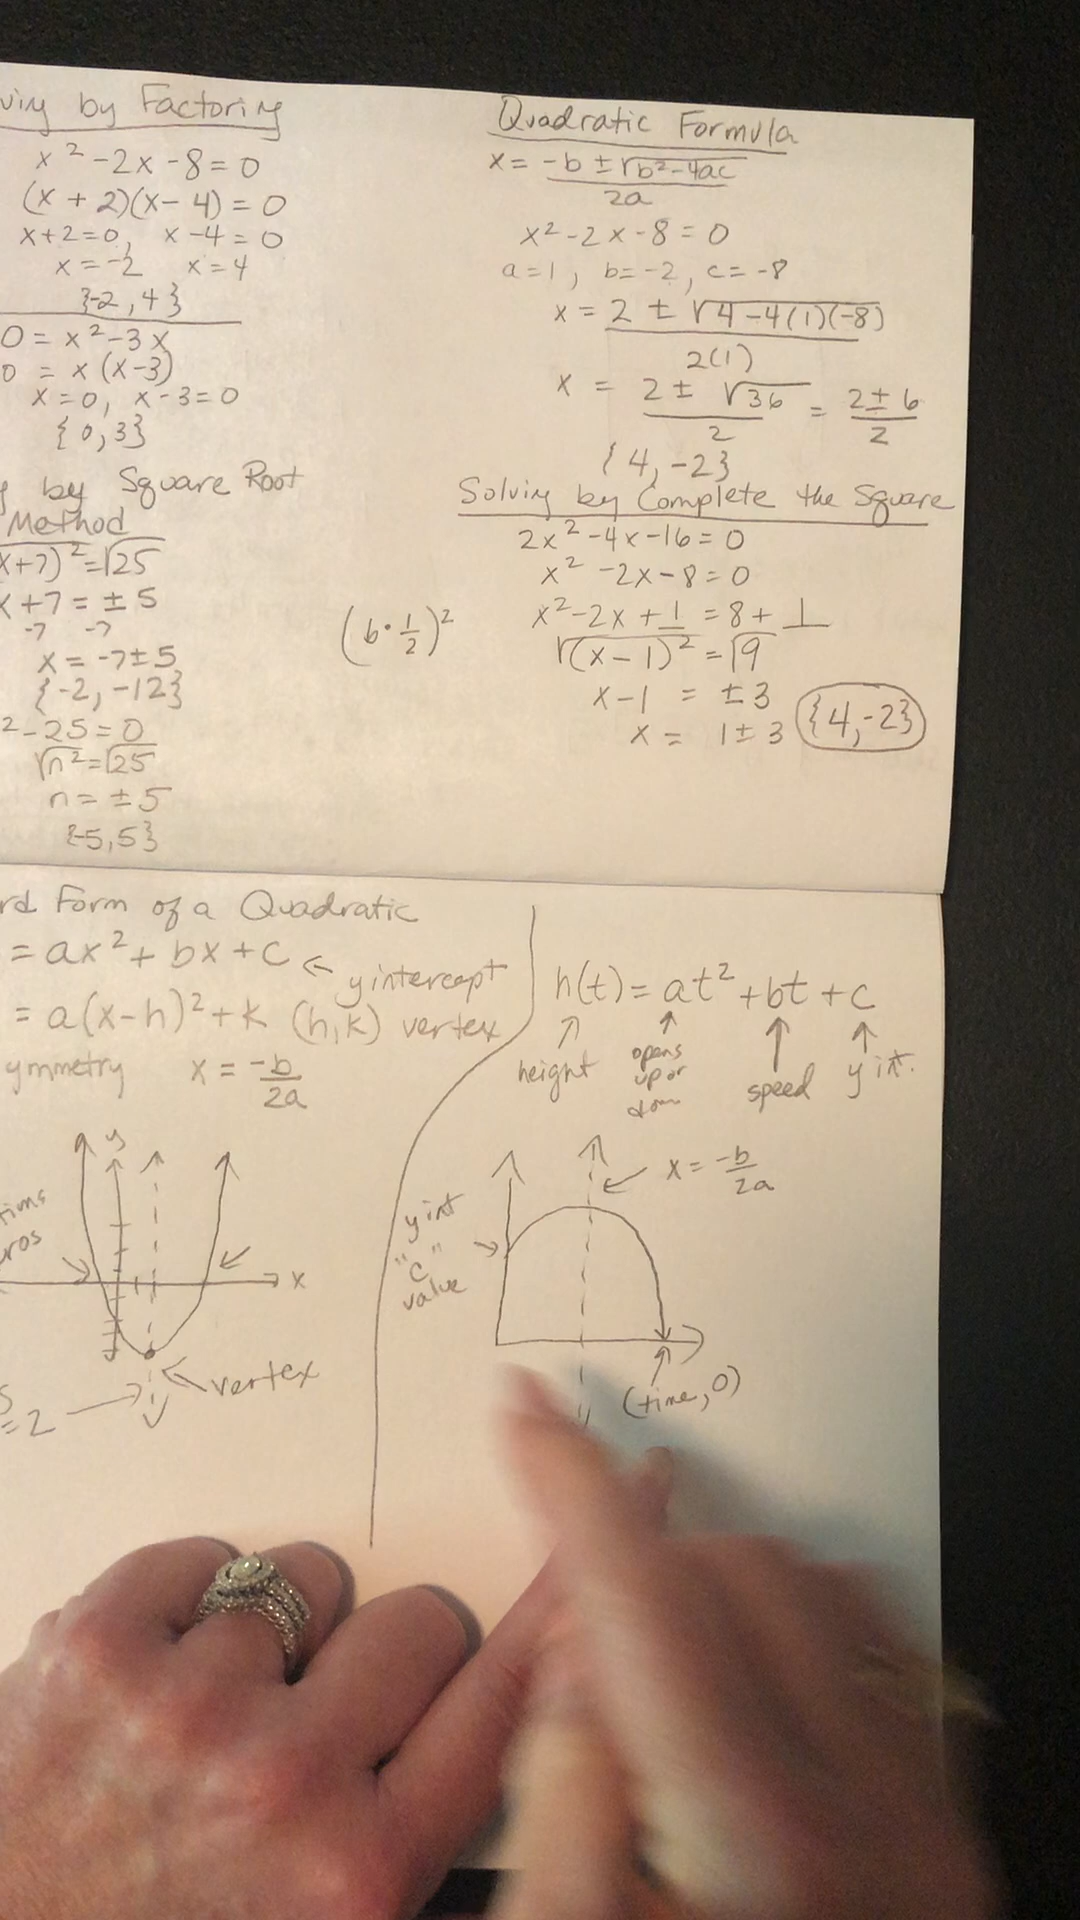 by Factoring
x² -2x -8 = 0
(x + 2)(x - 4) = 0
x+2=0, x -4 = 0
x = -2 x = 4
{-2, 4}
0 = x² -3x
0 = x (x-3)
x = 0, x -3 = 0
{0, 3}
by Square Root
Method
x+7)² = √25
x +7 = ± 5
-7 -7
x = -7 ± 5
{-2, -12}
² - 25 = 0
√n² = √25
n = ± 5
{-5, 5}
Quadratic Formula
x = -b ± √b² -4ac
2a
x² -2x -8 = 0
a = 1, b = -2, c = -8
x = 2 ± √4 -4(1)(-8)
2(1)
x = 2 ± √36 = 2 ± 6
2 2
{4, -2}
Solving by Complete the Square
2x² -4x -16 = 0
x² -2x -8 = 0
x² -2x + 1 = 8 + 1
(b · 1/2)²
√(x - 1)² = √9
x -1 = ± 3
x = 1 ± 3 {4, -2}
Form of a Quadratic
= ax² + bx + c ← y intercept
= a(x-h)² + k (h, k) vertex
x = -b
2a
y
x
vertex
= 2
h(t) = at² + bt + c
height opens up or down speed y int.
x = -b
2a
y int
"c"
value
(time, 0)